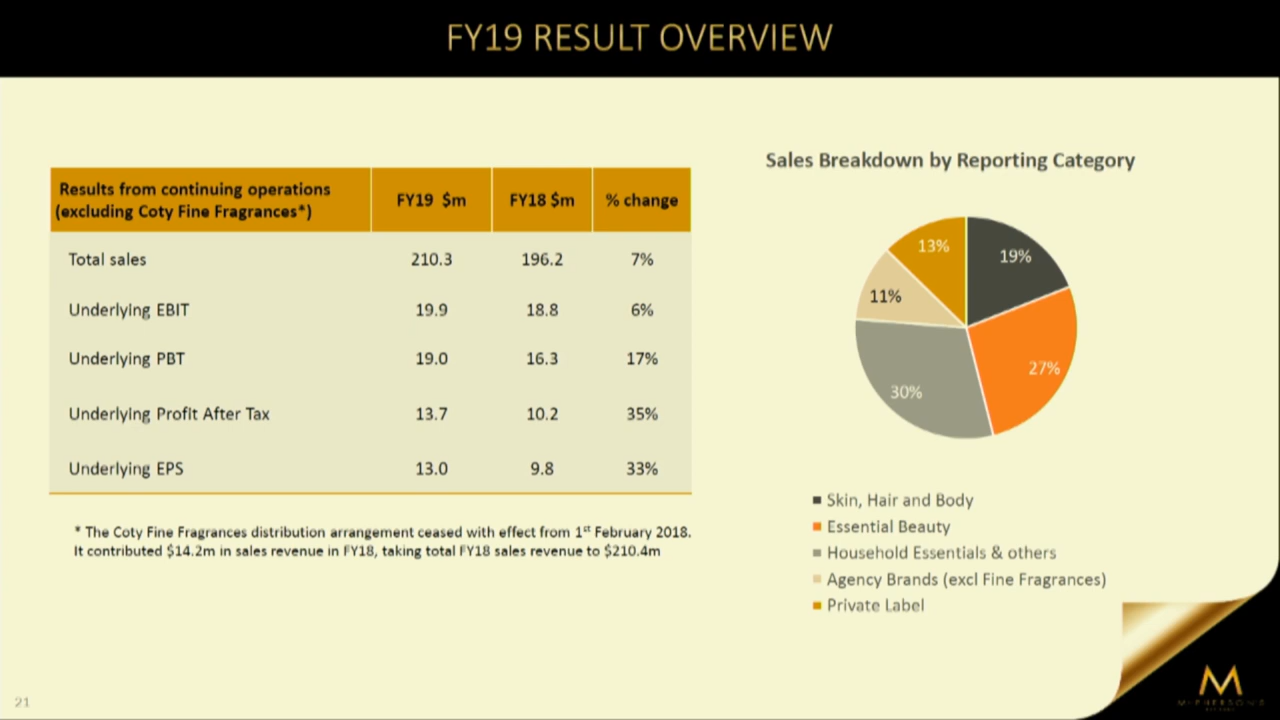 FY19 RESULT OVERVIEW
Results from continuing operations
(excluding Coty Fine Fragrances*)
FY19 $m
FY18 $m
% change
Total sales
210.3
196.2
7%
Underlying EBIT
19.9
18.8
6%
Underlying PBT
19.0
16.3
17%
Underlying Profit After Tax
13.7
10.2
35%
Underlying EPS
13.0
9.8
33%
* The Coty Fine Fragrances distribution arrangement ceased with effect from 1st February 2018.
It contributed $14.2m in sales revenue in FY18, taking total FY18 sales revenue to $210.4m
Sales Breakdown by Reporting Category
13%
19%
11%
27%
30%
Skin, Hair and Body
Essential Beauty
Household Essentials & others
Agency Brands (excl Fine Fragrances)
Private Label
M
McPHERSON'S
21